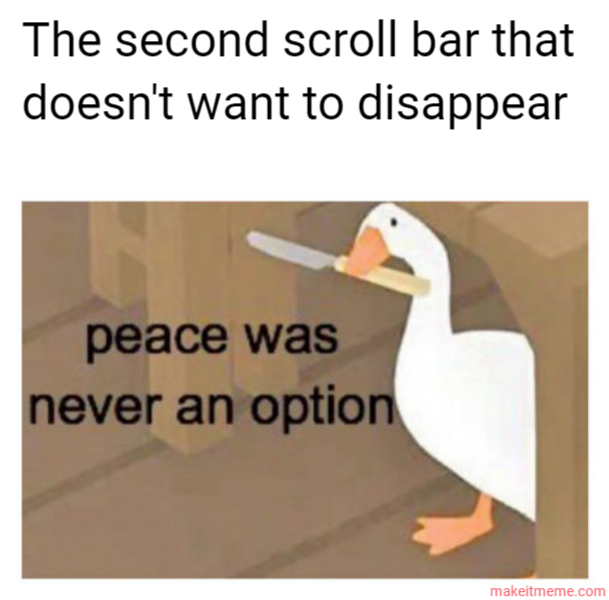 The second scroll bar that
doesn't want to disappear
peace was
never an option
makeitmeme.com